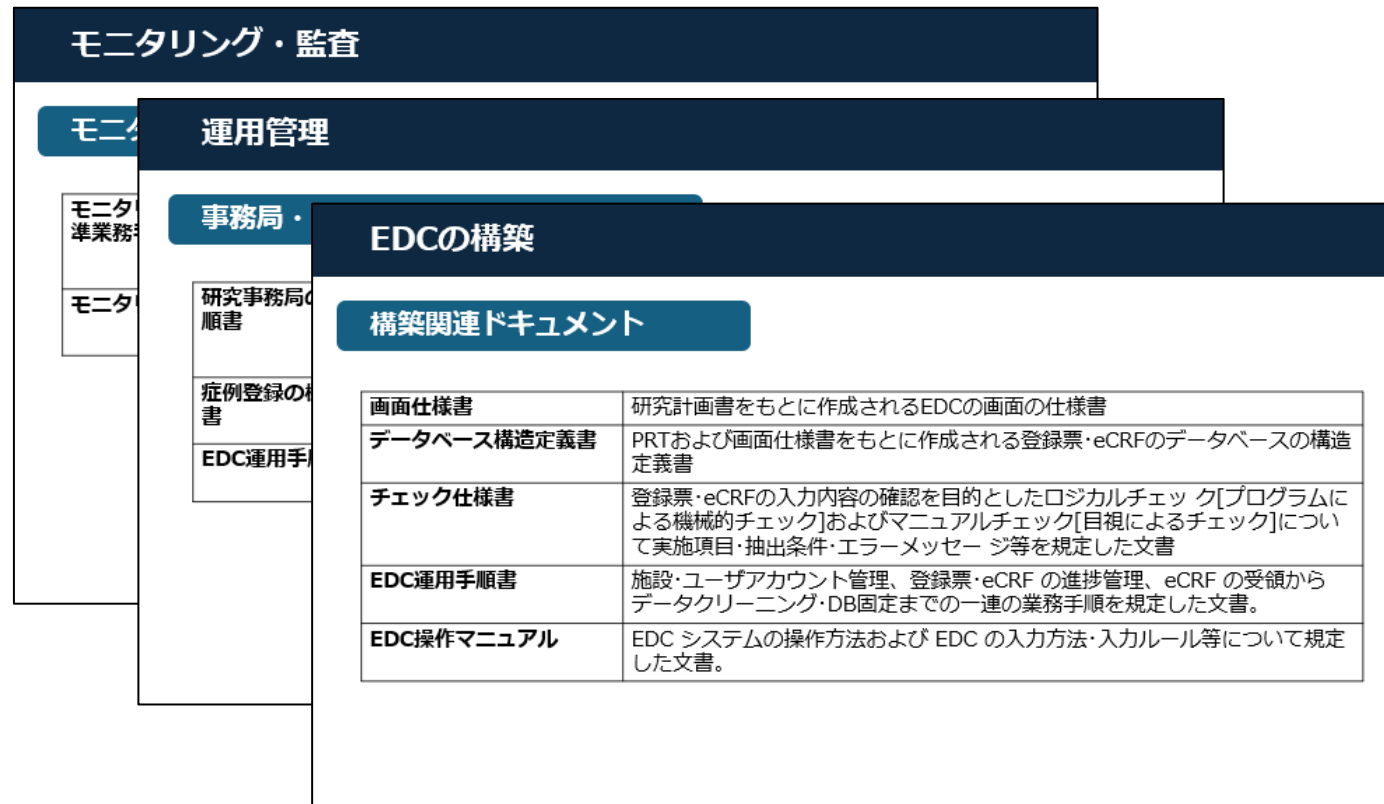 モニタリング・監査
モニタ
モニタリ
準業務手
モニタリ
運用管理
事務局・
研究事務局の
順書
症例登録の
書
EDC運用手順
EDCの構築
構築関連ドキュメント
画面仕様書
研究計画書をもとに作成されるEDCの画面の仕様書
データベース構造定義書
PRTおよび画面仕様書をもとに作成される登録票･eCRFのデータベースの構造
定義書
チェック仕様書
登録票･eCRFの入力内容の確認を目的としたロジカルチェッ ク[プログラムに
よる機械的チェック]およびマニュアルチェック[目視によるチェック]につい
て実施項目･抽出条件･エラーメッセー ジ等を規定した文書
EDC運用手順書
施設･ユーザアカウント管理、登録票･eCRF の進捗管理、eCRF の受領から
データクリーニング･DB固定までの一連の業務手順を規定した文書。
EDC操作マニュアル
EDC システムの操作方法および EDC の入力方法･入力ルール等について規定
した文書。